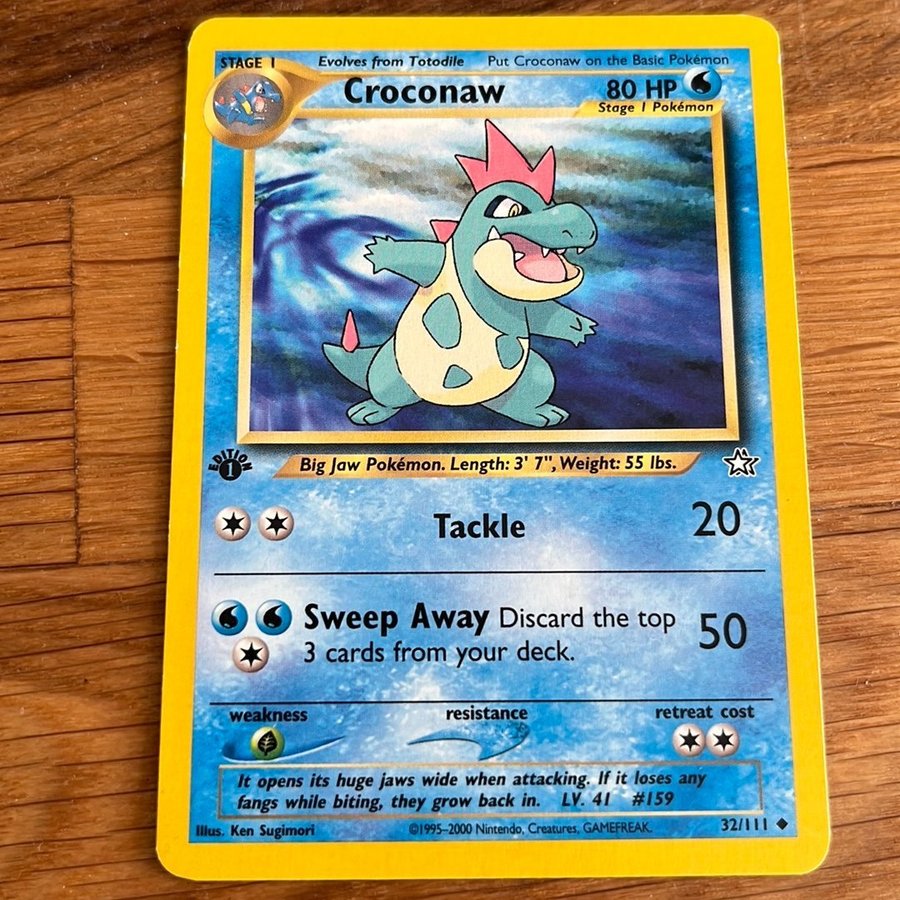 STAGE 1 Evolves from Totodile Put Croconaw on the Basic Pokémon
Croconaw 80 HP
Stage 1 Pokémon
EDITION
1
Big Jaw Pokémon. Length: 3' 7", Weight: 55 lbs.
Tackle 20
Sweep Away Discard the top
3 cards from your deck. 50
weakness resistance retreat cost
It opens its huge jaws wide when attacking. If it loses any
fangs while biting, they grow back in. LV. 41 #159
Illus. Ken Sugimori ©1995–2000 Nintendo, Creatures, GAMEFREAK. 32/111